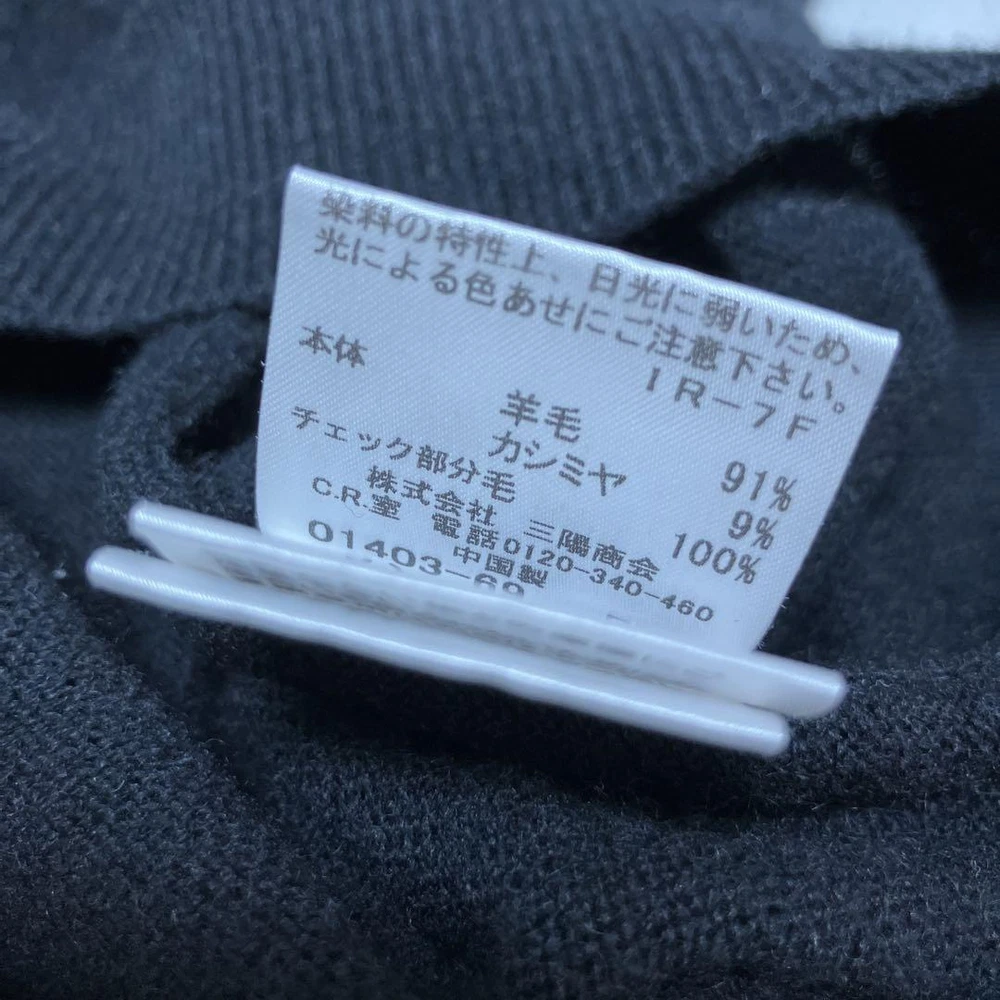 染料の特性上、日光に弱いため、
光による色あせにご注意下さい。
IR-7F
本体
羊毛 91%
カシミヤ 9%
チェック部分毛 100%
株式会社 三陽商会
C.R.室 電話0120-340-460
中国製
01403-69